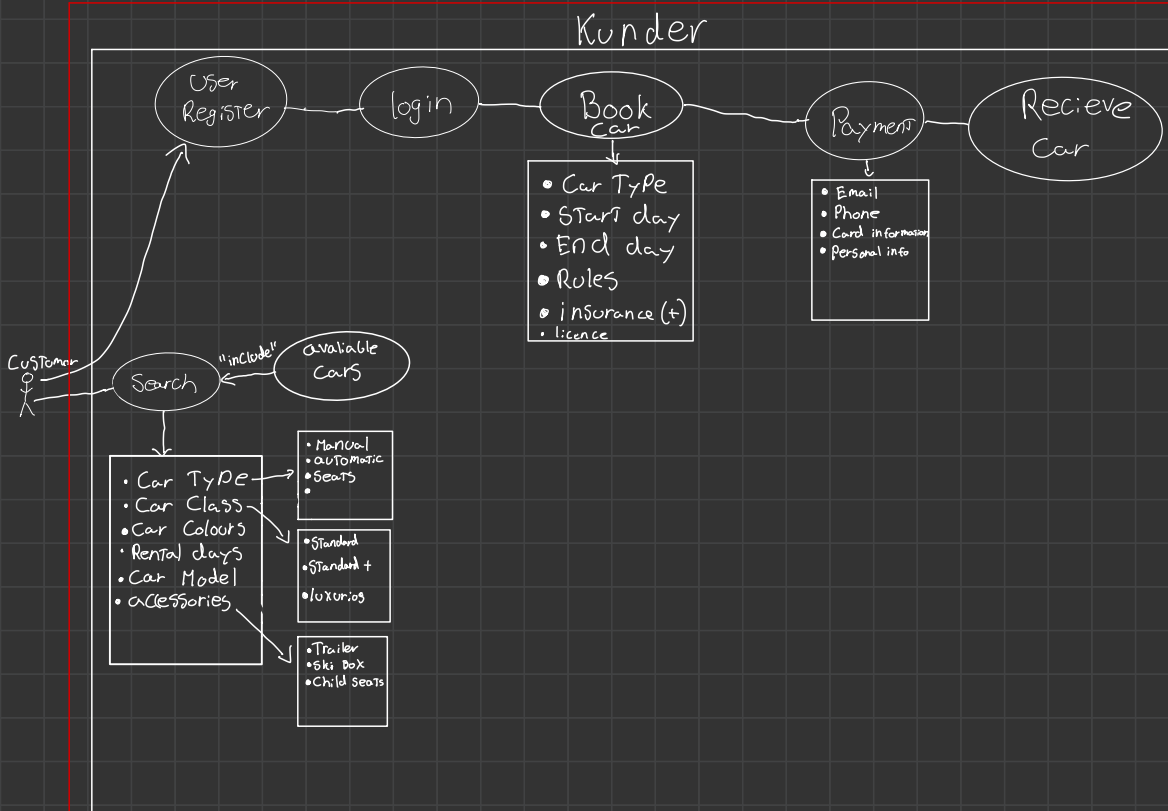 Kunder
User
Register
login
Book
car
Payment
Recieve
car
• Car Type
• Start day
• End day
• Rules
• insurance (+)
• licence
• Email
• Phone
• Card information
• Personal info
Customer
Search
"include"
avaliable
cars
• Car Type
• Car Class
• Car Colours
• Rental days
• Car Model
• accessories
• Manual
• automatic
• Seats
•
• Standard
• Standard +
• luxurios
• Trailer
• Ski Box
• Child seats